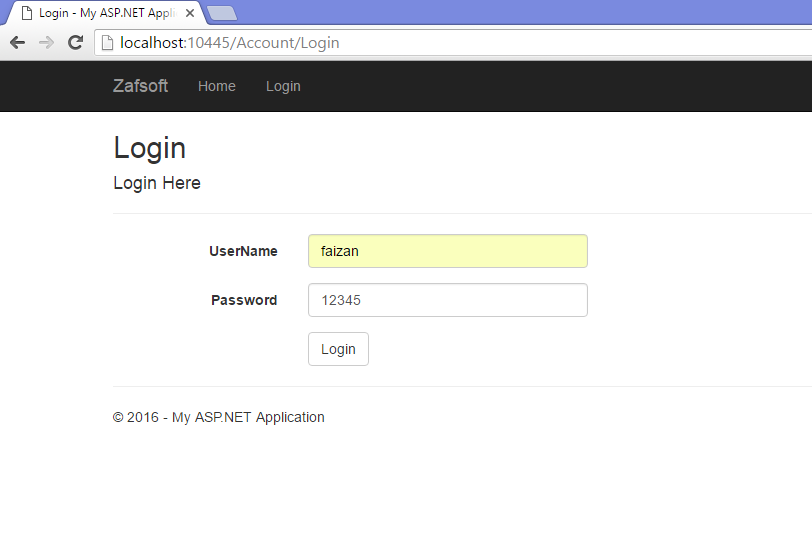 Login - My ASP.NET Appli
localhost:10445/Account/Login
Zafsoft Home Login
Login
Login Here
UserName faizan
Password 12345
Login
© 2016 - My ASP.NET Application